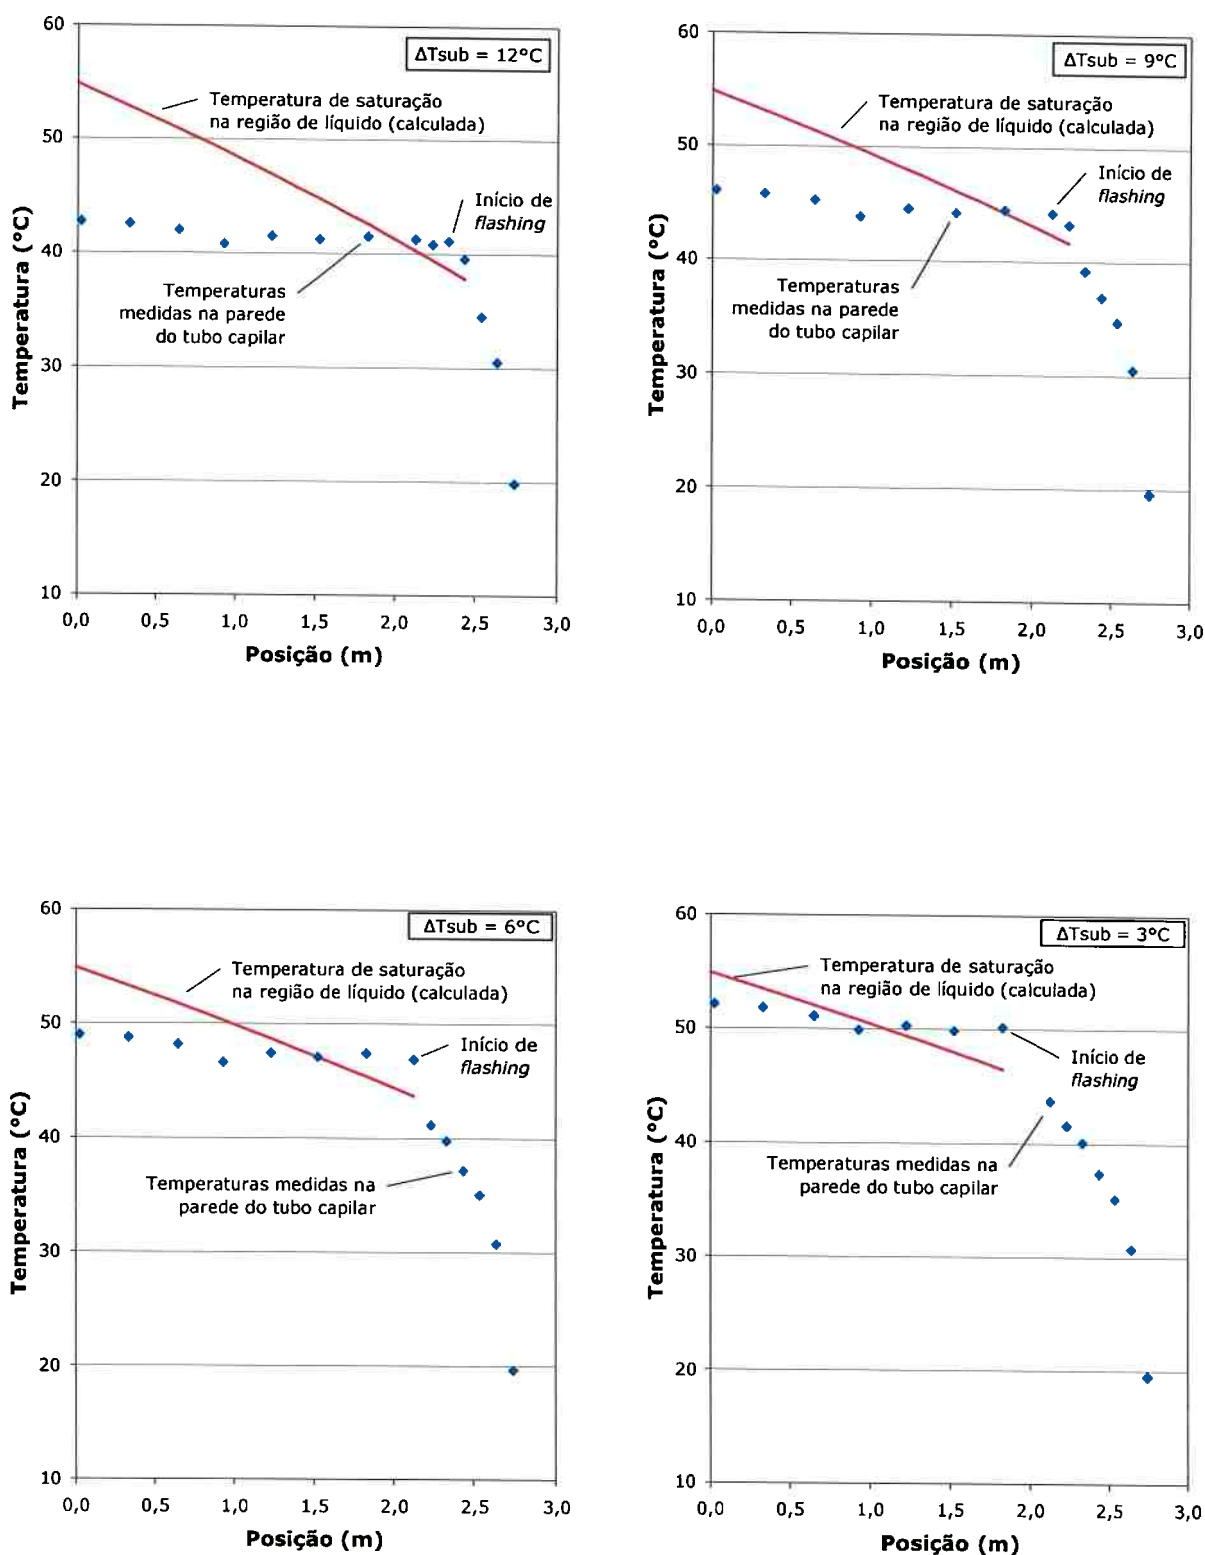 60
ΔTsub = 12°C
Temperatura de saturação
na região de líquido (calculada)
50
Início de
flashing
40
Temperaturas
medidas na parede
do tubo capilar
30
20
10
0,0 0,5 1,0 1,5 2,0 2,5 3,0
Posição (m)
Temperatura (°C)
60
ΔTsub = 9°C
Temperatura de saturação
na região de líquido (calculada)
50
Início de
flashing
40
Temperaturas
medidas na parede
do tubo capilar
30
20
10
0,0 0,5 1,0 1,5 2,0 2,5 3,0
Posição (m)
Temperatura (°C)
60
ΔTsub = 6°C
Temperatura de saturação
na região de líquido (calculada)
50
Início de
flashing
40
Temperaturas medidas na
parede do tubo capilar
30
20
10
0,0 0,5 1,0 1,5 2,0 2,5 3,0
Posição (m)
Temperatura (°C)
60
ΔTsub = 3°C
Temperatura de saturação
na região de líquido (calculada)
50
Início de
flashing
40
Temperaturas medidas na
parede do tubo capilar
30
20
10
0,0 0,5 1,0 1,5 2,0 2,5 3,0
Posição (m)
Temperatura (°C)